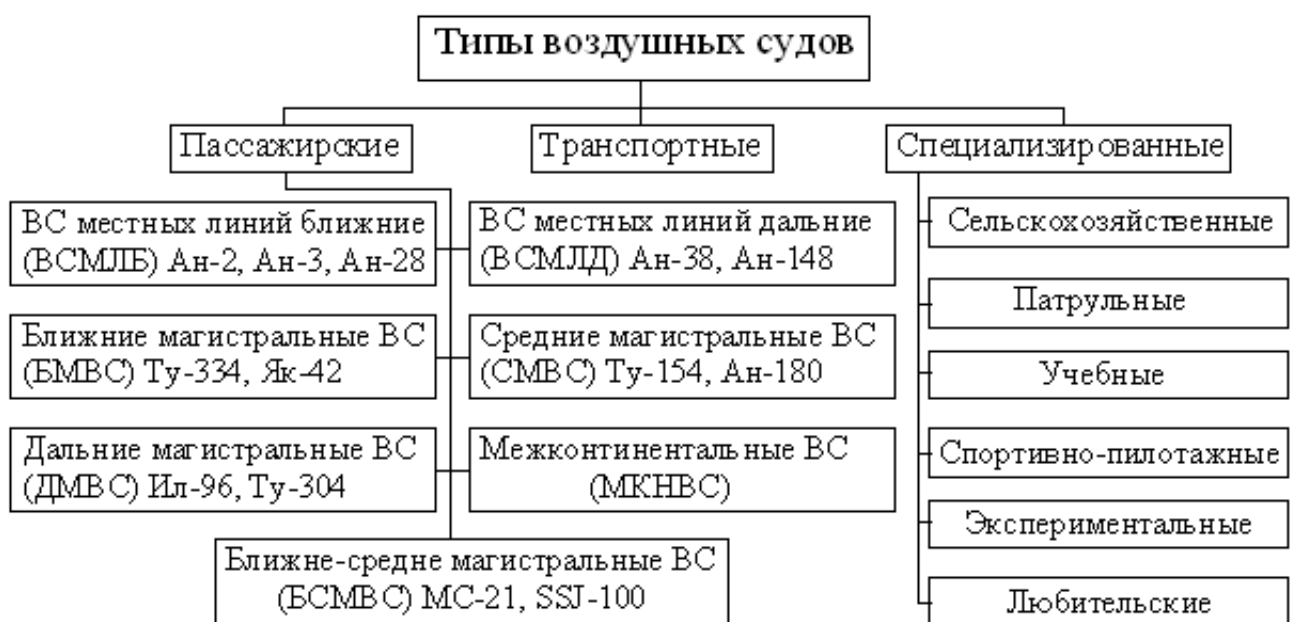 Типы воздушных судов
Пассажирские
Транспортные
Специализированные
ВС местных линий ближние
(ВСМЛБ) Ан-2, Ан-3, Ан-28
ВС местных линий дальние
(ВСМЛД) Ан-38, Ан-148
Ближние магистральные ВС
(БМВС) Ту-334, Як-42
Средние магистральные ВС
(СМВС) Ту-154, Ан-180
Дальние магистральные ВС
(ДМВС) Ил-96, Ту-304
Межконтинентальные ВС
(МКНВС)
Ближне-средне магистральные ВС
(БСМВС) МС-21, SSJ-100
Сельскохозяйственные
Патрульные
Учебные
Спортивно-пилотажные
Экспериментальные
Любительские